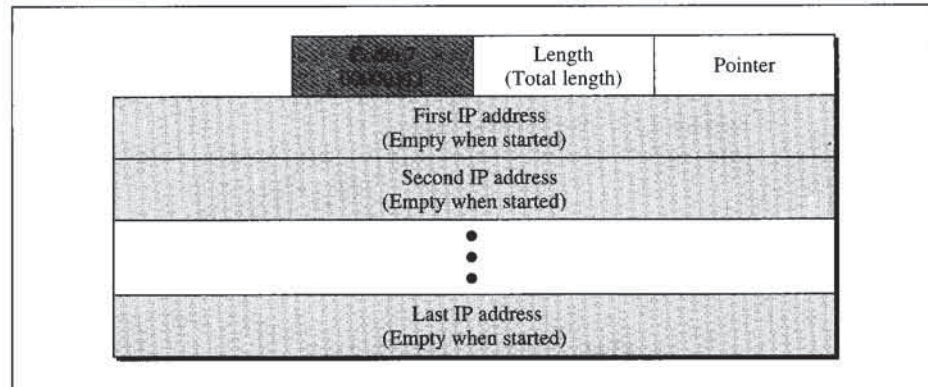 Length
(Total length)
Pointer
First IP address
(Empty when started)
Second IP address
(Empty when started)
Last IP address
(Empty when started)